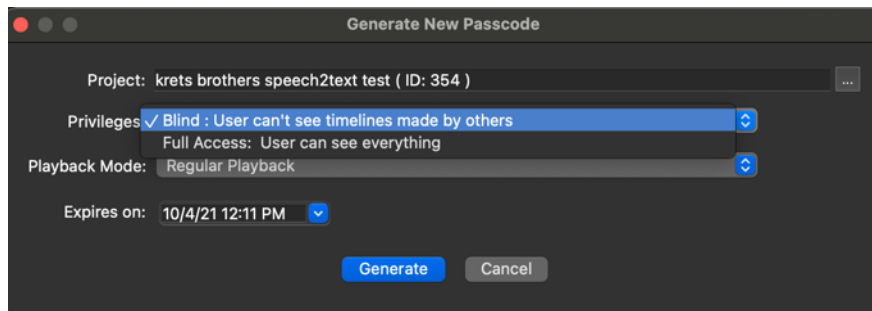 Generate New Passcode
Project: krets brothers speech2text test ( ID: 354 ) ...
Privileges ✓ Blind : User can't see timelines made by others
Full Access: User can see everything
Playback Mode: Regular Playback
Expires on: 10/4/21 12:11 PM
Generate Cancel